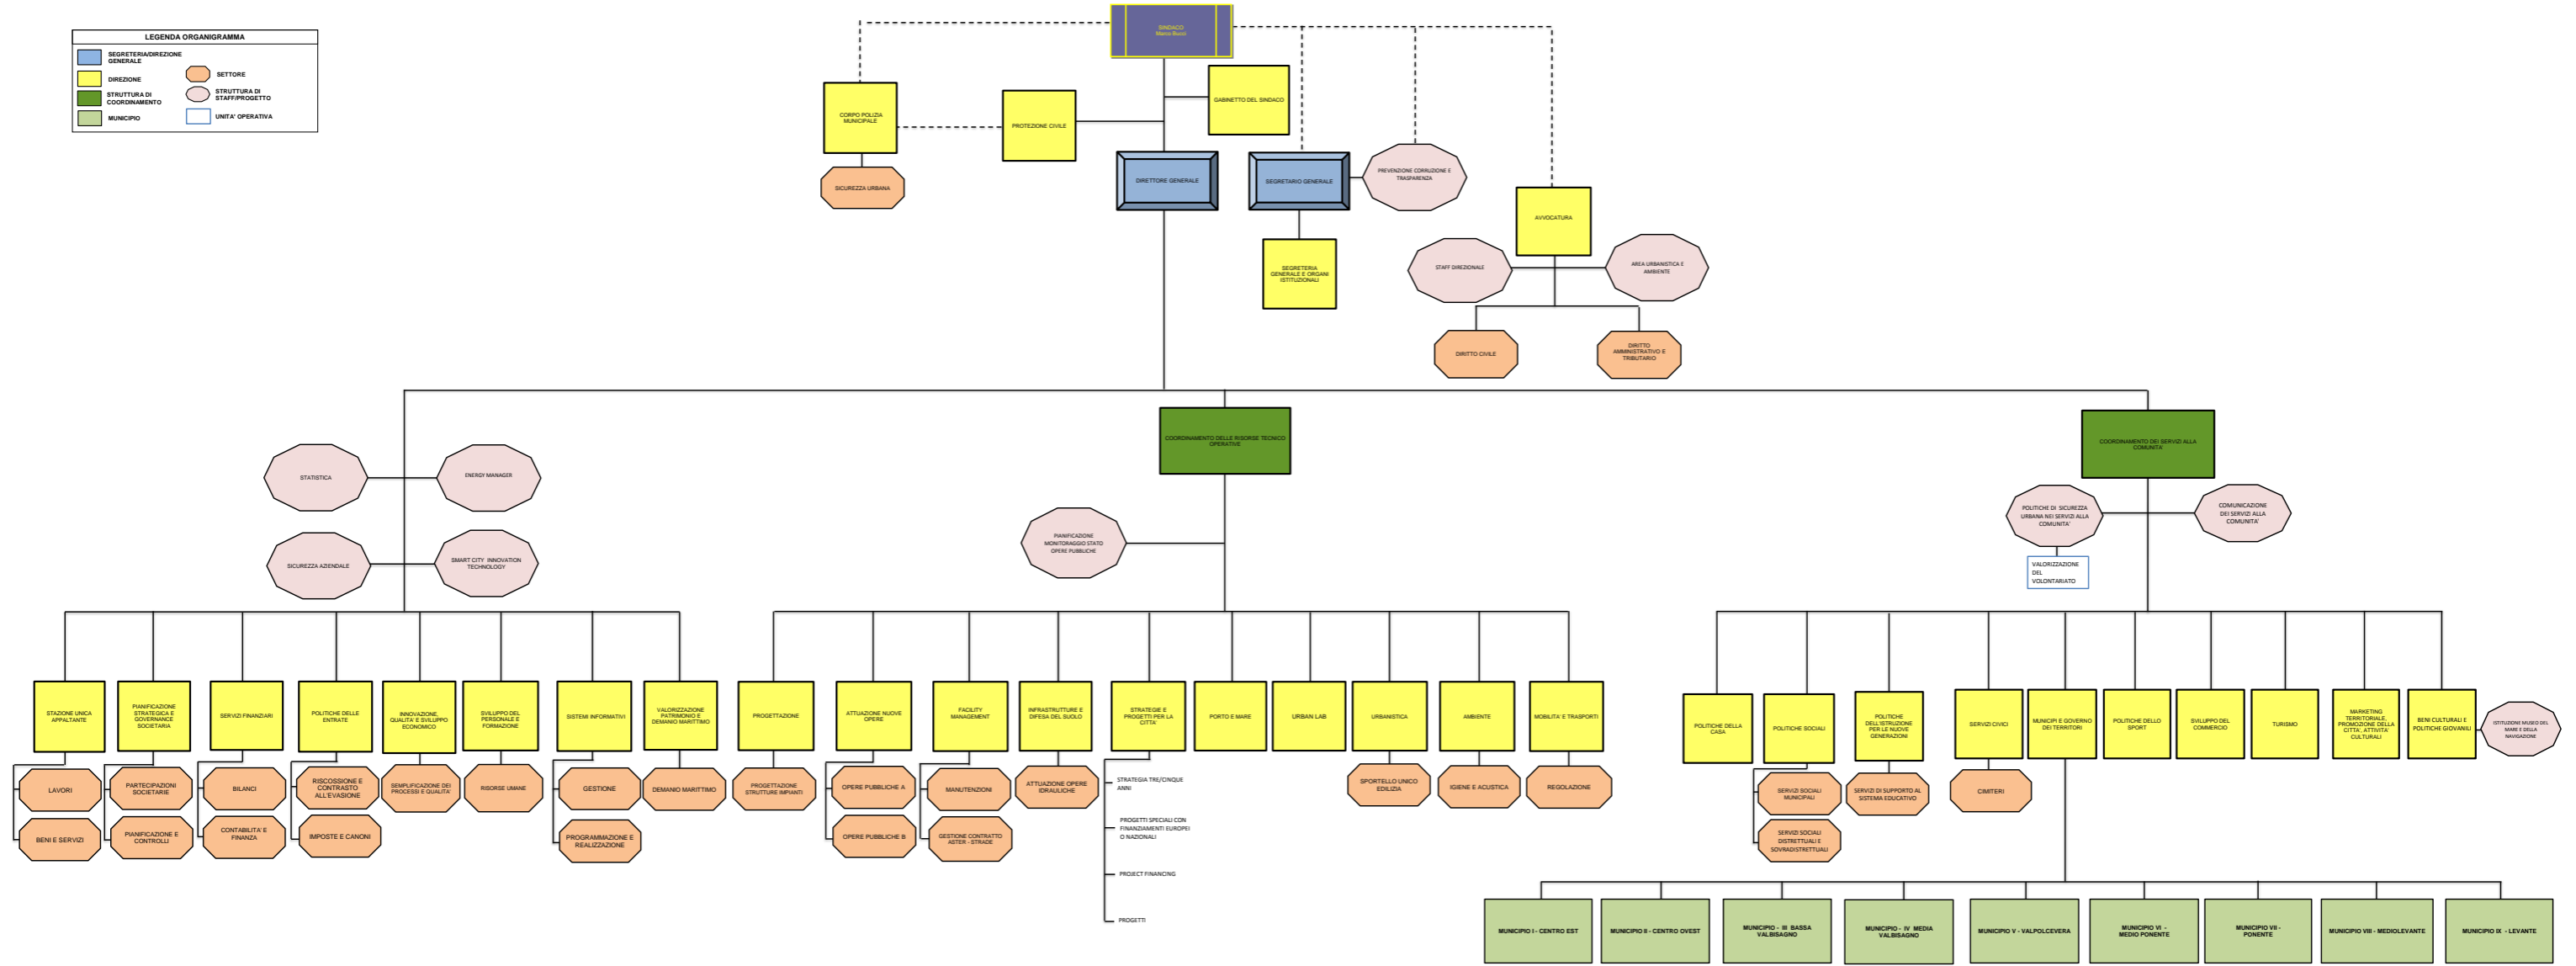 LEGENDA ORGANIGRAMMA
SEGRETERIA/DIREZIONE
GENERALE
DIREZIONE
STRUTTURA DI
COORDINAMENTO
MUNICIPIO
SETTORE
STRUTTURA DI
STAFF/PROGETTO
UNITA' OPERATIVA
SINDACO
Marco Bucci
CORPO POLIZIA
MUNICIPALE
PROTEZIONE CIVILE
GABINETTO DEL SINDACO
SICUREZZA URBANA
DIRETTORE GENERALE
SEGRETARIO GENERALE
PREVENZIONE CORRUZIONE E
TRASPARENZA
AVVOCATURA
SEGRETERIA
GENERALE E ORGANI
ISTITUZIONALI
STAFF DIREZIONALE
AREA URBANISTICA E
AMBIENTE
DIRITTO CIVILE
DIRITTO
AMMINISTRATIVO E
TRIBUTARIO
COORDINAMENTO DELLE RISORSE TECNICO
OPERATIVE
COORDINAMENTO DEI SERVIZI ALLA
COMUNITA'
STATISTICA
ENERGY MANAGER
SICUREZZA AZIENDALE
SMART CITY INNOVATION
TECHNOLOGY
PIANIFICAZIONE
MONITORAGGIO STATO
OPERE PUBBLICHE
POLITICHE DI SICUREZZA
URBANA NEI SERVIZI ALLA
COMUNITA'
COMUNICAZIONE
DEI SERVIZI ALLA
COMUNITA'
VALORIZZAZIONE
DEL
VOLONTARIATO
STAZIONE UNICA
APPALTANTE
PIANIFICAZIONE
STRATEGICA E
GOVERNANCE
SOCIETARIA
SERVIZI FINANZIARI
POLITICHE DELLE
ENTRATE
INNOVAZIONE,
QUALITA' E SVILUPPO
ECONOMICO
SVILUPPO DEL
PERSONALE E
FORMAZIONE
SISTEMI INFORMATIVI
VALORIZZAZIONE
PATRIMONIO E
DEMANIO MARITTIMO
PROGETTAZIONE
ATTUAZIONE NUOVE
OPERE
FACILITY
MANAGEMENT
INFRASTRUTTURE E
DIFESA DEL SUOLO
STRATEGIE E
PROGETTI PER LA
CITTA'
PORTO E MARE
URBAN LAB
URBANISTICA
AMBIENTE
MOBILITA' E TRASPORTI
POLITICHE DELLA
CASA
POLITICHE SOCIALI
POLITICHE
DELL'ISTRUZIONE
PER LE NUOVE
GENERAZIONI
SERVIZI CIVICI
MUNICIPI E GOVERNO
DEI TERRITORI
POLITICHE DELLO
SPORT
SVILUPPO DEL
COMMERCIO
TURISMO
MARKETING
TERRITORIALE,
PROMOZIONE DELLA
CITTA', ATTIVITA'
CULTURALI
BENI CULTURALI E
POLITICHE GIOVANILI
ISTITUZIONE MUSEO DEL
MARE E DELLA
NAVIGAZIONE
LAVORI
BENI E SERVIZI
PARTECIPAZIONI
SOCIETARIE
PIANIFICAZIONE E
CONTROLLI
BILANCI
CONTABILITA' E
FINANZA
RISCOSSIONE E
CONTRASTO
ALL'EVASIONE
IMPOSTE E CANONI
SEMPLIFICAZIONE DEI
PROCESSI E QUALITA'
RISORSE UMANE
GESTIONE
PROGRAMMAZIONE E
REALIZZAZIONE
DEMANIO MARITTIMO
PROGETTAZIONE
STRUTTURE IMPIANTI
OPERE PUBBLICHE A
OPERE PUBBLICHE B
MANUTENZIONI
GESTIONE CONTRATTO
ASTER - STRADE
ATTUAZIONE OPERE
IDRAULICHE
STRATEGIA TRE/CINQUE
ANNI
PROGETTI SPECIALI CON
FINANZIAMENTI EUROPEI
O NAZIONALI
PROJECT FINANCING
PROGETTI
SPORTELLO UNICO
EDILIZIA
IGIENE E ACUSTICA
REGOLAZIONE
SERVIZI SOCIALI
MUNICIPALI
SERVIZI SOCIALI
DISTRETTUALI E
SOVRADISTRETTUALI
SERVIZI DI SUPPORTO AL
SISTEMA EDUCATIVO
CIMITERI
MUNICIPIO I - CENTRO EST
MUNICIPIO II - CENTRO OVEST
MUNICIPIO - III BASSA
VALBISAGNO
MUNICIPIO - IV MEDIA
VALBISAGNO
MUNICIPIO V - VALPOLCEVERA
MUNICIPIO VI -
MEDIO PONENTE
MUNICIPIO VII -
PONENTE
MUNICIPIO VIII - MEDIOLEVANTE
MUNICIPIO IX - LEVANTE